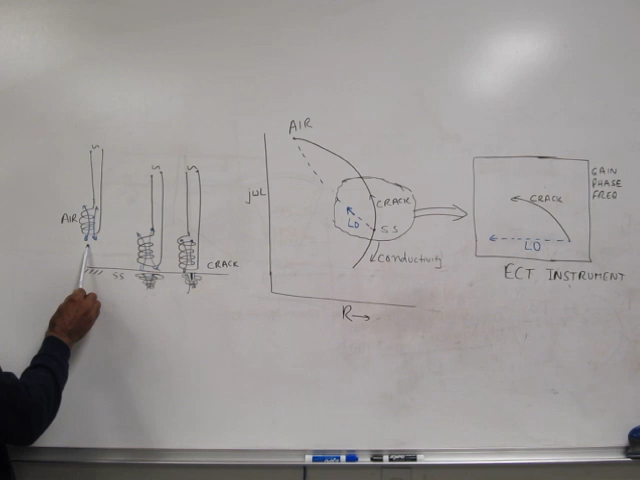 AIR
SS
CRACK
AIR
jωL
CRACK
LO
SS
Conductivity
R→
GAIN
PHASE
FREQ
CRACK
LO
ECT INSTRUMENT